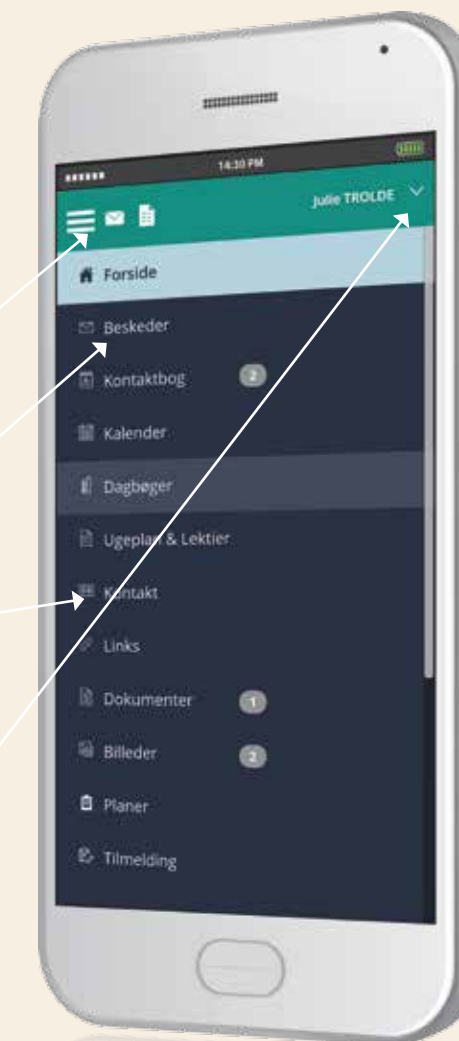 14:30 PM
Julie TROLDE
Forside
Beskeder
Kontaktbog 2
Kalender
Dagbøger
Ugeplan & Lektier
Kontakt
Links
Dokumenter 1
Billeder 2
Planer
Tilmelding